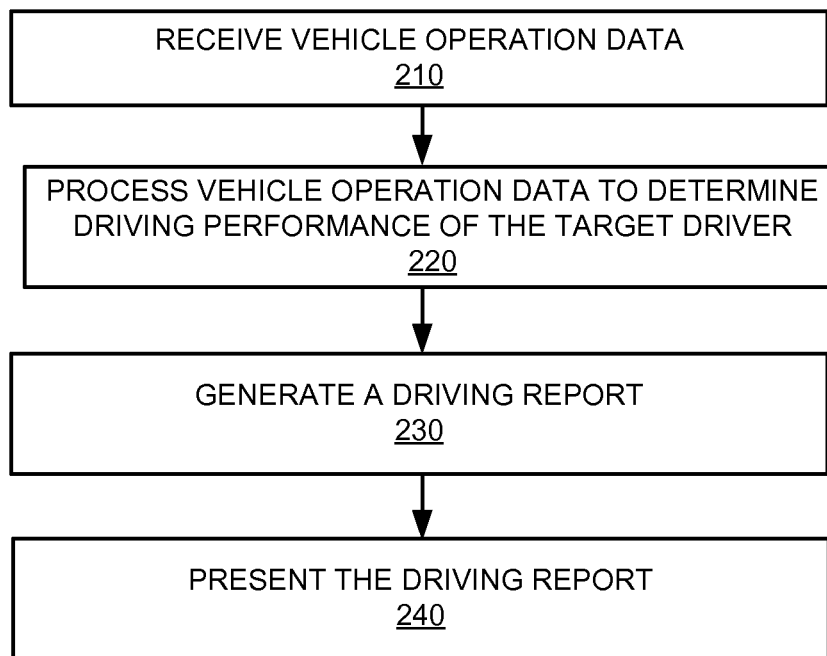 RECEIVE VEHICLE OPERATION DATA
210
PROCESS VEHICLE OPERATION DATA TO DETERMINE
DRIVING PERFORMANCE OF THE TARGET DRIVER
220
GENERATE A DRIVING REPORT
230
PRESENT THE DRIVING REPORT
240